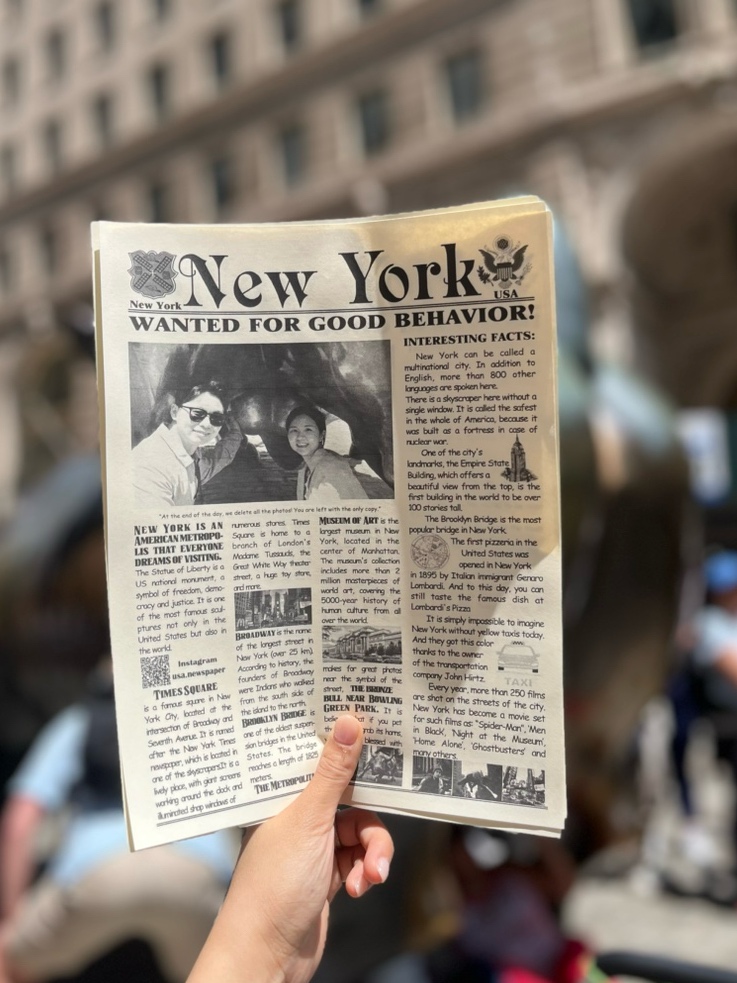 New York
New York
USA
WANTED FOR GOOD BEHAVIOR!
"At the end of the day, we delete all the photos! You are left with the only copy."
NEW YORK IS AN
AMERICAN METROPO-
LIS THAT EVERYONE
DREAMS OF VISITING.
The Statue of Liberty is a
US national monument, a
symbol of freedom, demo-
cracy and justice. It is one
of the most famous scul-
ptures not only in the
United States but also in
the world.
Instagram
usa.newspaper
TIMES SQUARE
is a famous square in New
York City, located at the
intersection of Broadway and
Seventh Avenue. It is named
after the New York Times
newspaper, which is located in
one of the skyscrapers.It is a
lively place, with giant screens
working around the clock and
illuminated shop windows of
numerous stores. Times
Square is home to a
branch of London's
Madame Tussauds, the
Great White Way theater
street, a huge toy store,
and more.
BROADWAY is the name
of the longest street in
New York (over 25 km).
According to history, the
founders of Broadway
were Indians who walked
from the south side of
the island to the north.
BROOKLYN BRIDGE is
one of the oldest suspen-
sion bridges in the United
States. The bridge
reaches a length of 1825
meters.
THE METROPOLIT
MUSEUM OF ART is the
largest museum in New
York, located in the
center of Manhattan.
The museum's collection
includes more than 2
million masterpieces of
world art, covering the
5000-year history of
human culture from all
over the world.
makes for great photos
near the symbol of the
street, THE BRONZE
BULL NEAR BOWLING
GREEN PARK. It is
if you pet
its horns,
blessed with
INTERESTING FACTS:
New York can be called a
multinational city. In addition to
English, more than 800 other
languages are spoken here.
There is a skyscraper here without a
single window. It is called the safest
in the whole of America, because it
was built as a fortress in case of
nuclear war.
One of the city's
landmarks, the Empire State
Building, which offers a
beautiful view from the top, is the
first building in the world to be over
100 stories tall.
The Brooklyn Bridge is the most
popular bridge in New York.
The first pizzeria in the
United States was
opened in New York
in 1895 by Italian immigrant Genaro
Lombardi. And to this day, you can
still taste the famous dish at
Lombardi's Pizza
It is simply impossible to imagine
New York without yellow taxis today.
And they got this color
thanks to the owner
of the transportation
company John Hirtz.
TAXI
Every year, more than 250 films
are shot on the streets of the city.
New York has become a movie set
for such films as: "Spider-Man", 'Men
in Black', 'Night at the Museum',
'Home Alone', 'Ghostbusters' and
many others.